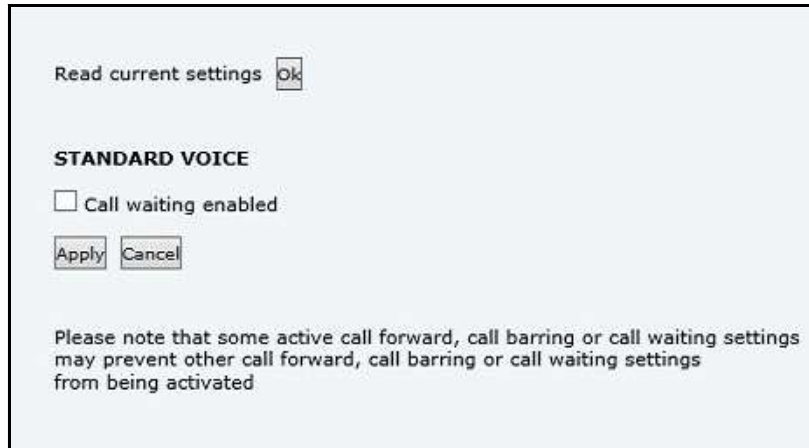 Read current settings Ok
STANDARD VOICE
Call waiting enabled
Apply Cancel
Please note that some active call forward, call barring or call waiting settings
may prevent other call forward, call barring or call waiting settings
from being activated